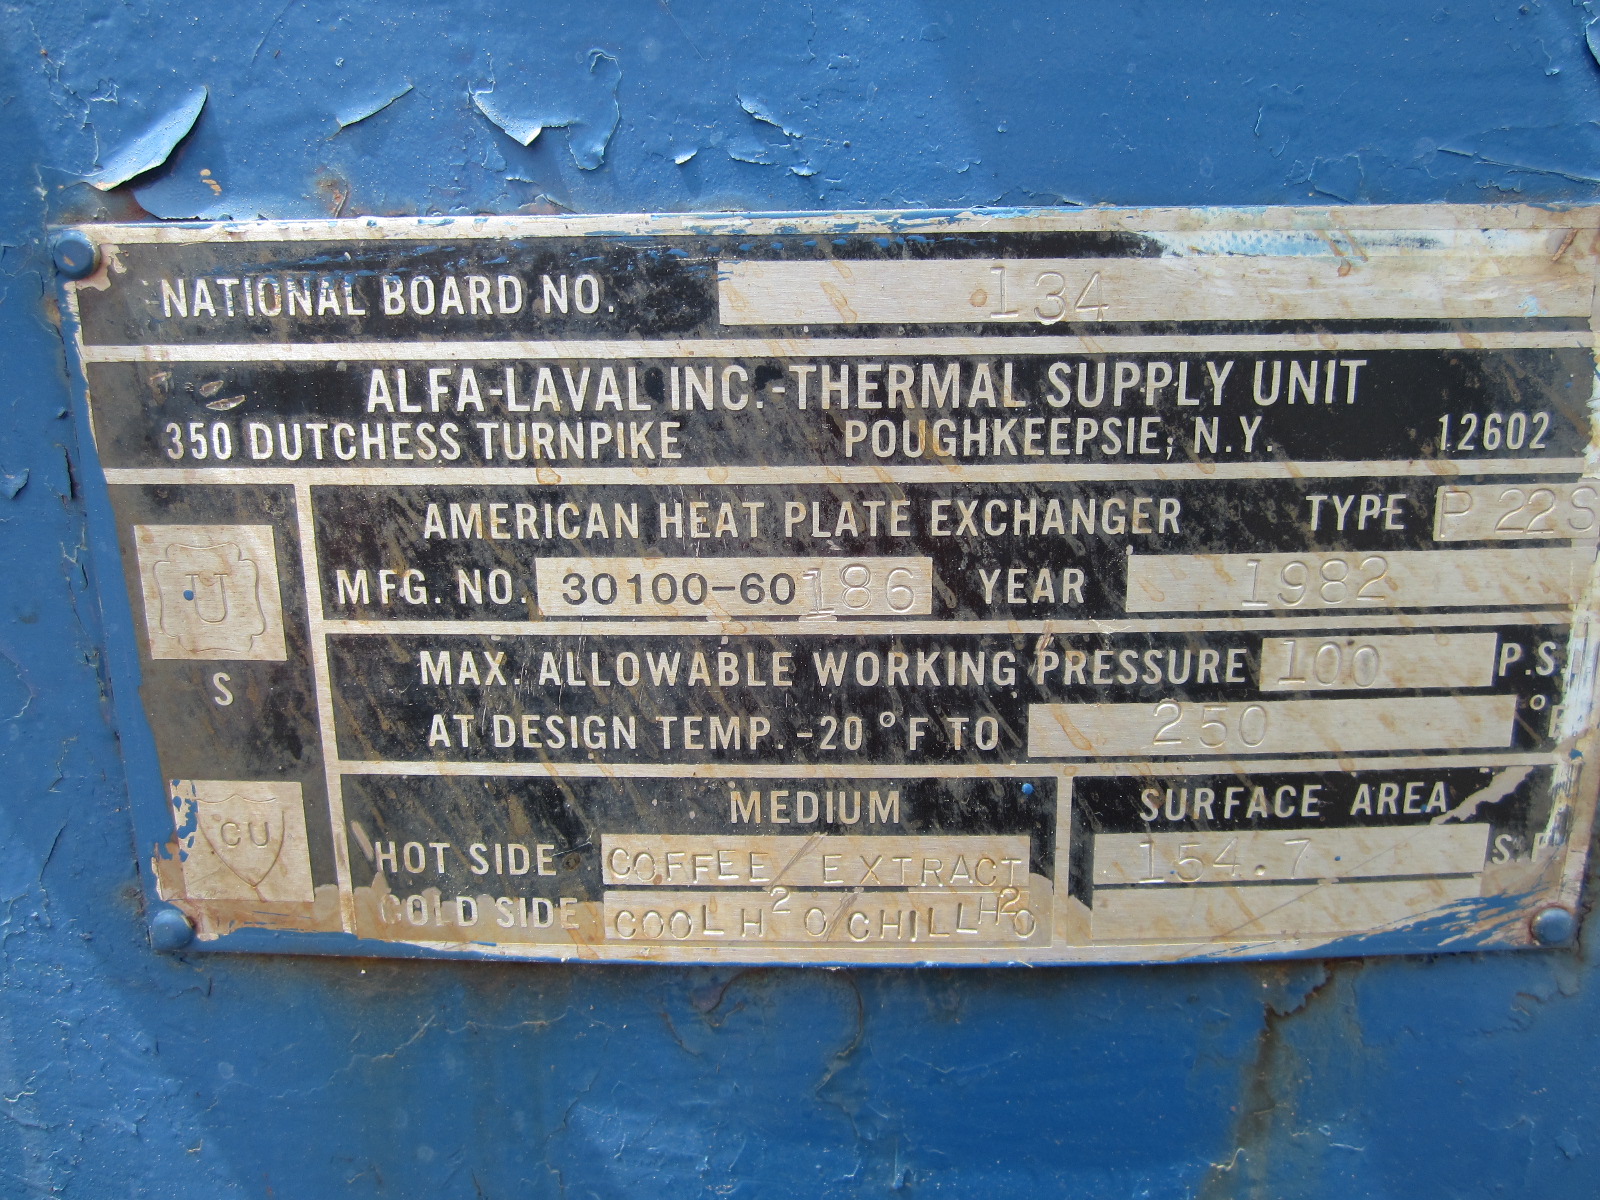 NATIONAL BOARD NO. 134
ALFA-LAVAL INC.-THERMAL SUPPLY UNIT
350 DUTCHESS TURNPIKE POUGHKEEPSIE, N.Y. 12602
AMERICAN HEAT PLATE EXCHANGER TYPE P 22S
U
MFG. NO. 30100-60186 YEAR 1982
S
MAX. ALLOWABLE WORKING PRESSURE 100 P.S.I
AT DESIGN TEMP. -20 °F TO 250 °F
MEDIUM SURFACE AREA
CU
HOT SIDE COFFEE EXTRACT 154.7 S.F
COLD SIDE COOL H2O/CHILL H2O